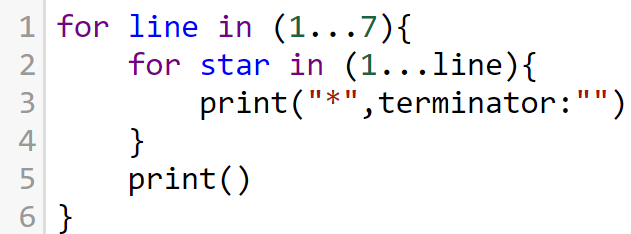 1 for line in (1...7){
2     for star in (1...line){
3         print("*",terminator:"")
4     }
5     print()
6 }